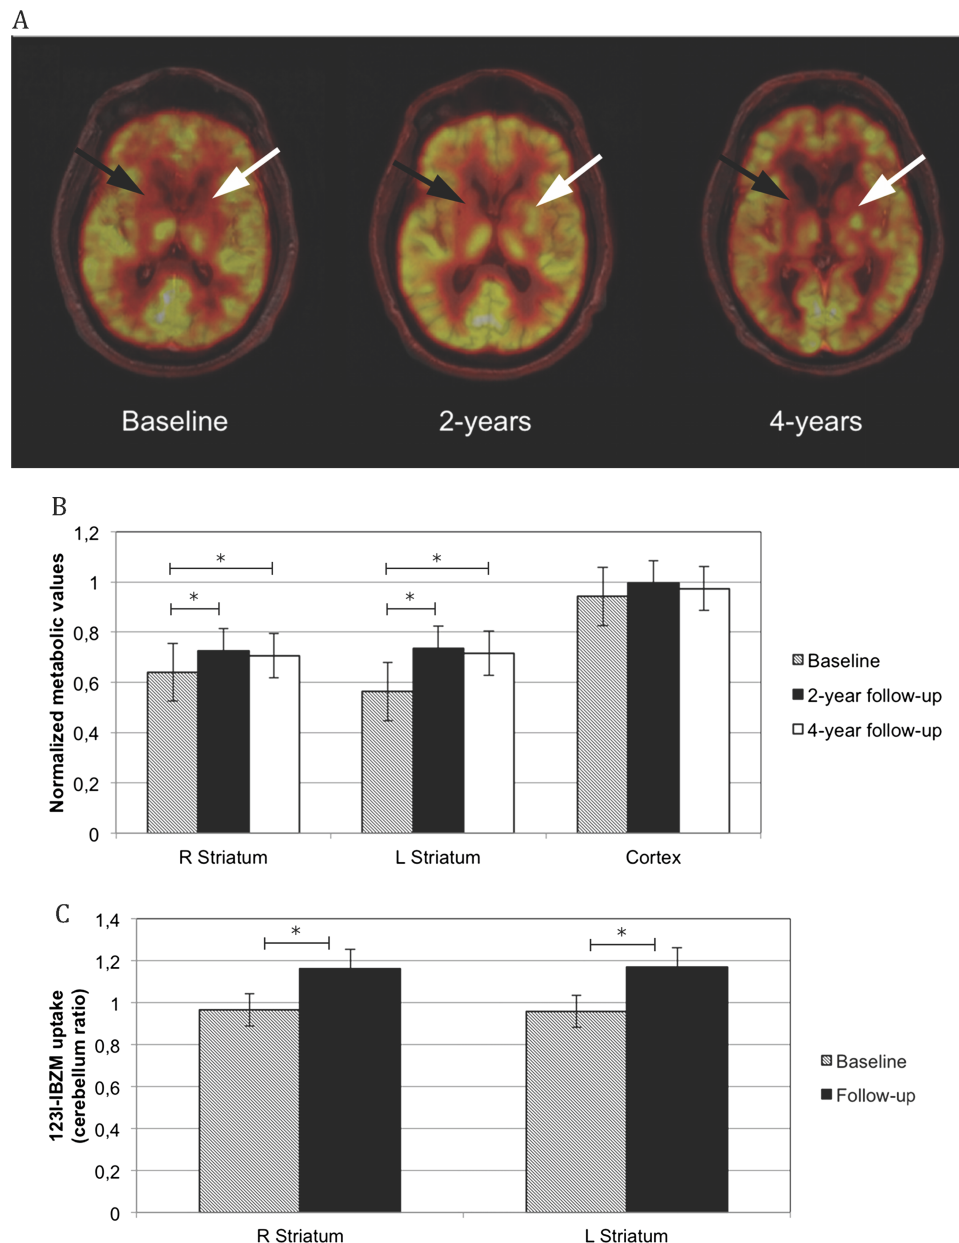 A
Baseline
2-years
4-years
B
Normalized metabolic values
1,2
1
0,8
0,6
0,4
0,2
0
*
*
*
*
R Striatum
L Striatum
Cortex
Baseline
2-year follow-up
4-year follow-up
C
123I-IBZM uptake
(cerebellum ratio)
1,4
1,2
1
0,8
0,6
0,4
0,2
0
*
*
R Striatum
L Striatum
Baseline
Follow-up